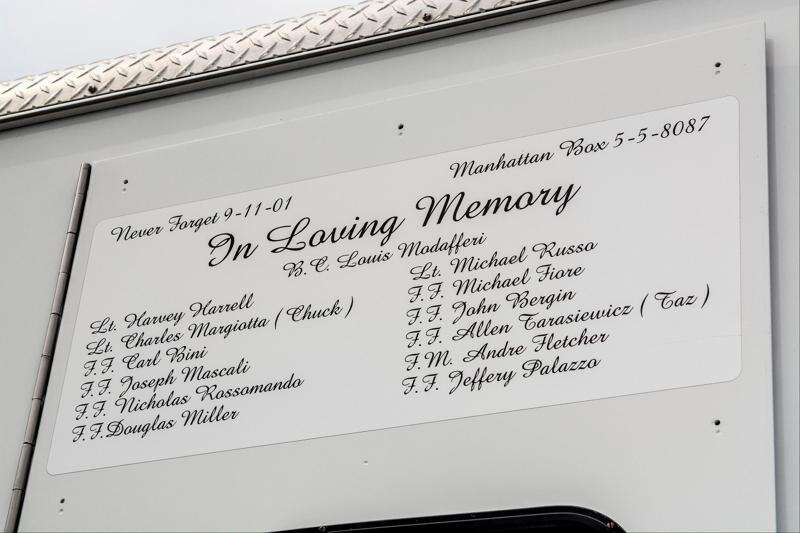 Never Forget 9-11-01
Manhattan Box 5-5-8087
In Loving Memory
B.C. Louis Modafferi
Lt. Harvey Harrell
Lt. Charles Margiotta ( Chuck )
F.F. Carl Bini
F.F. Joseph Mascali
F.F. Nicholas Rossomando
F.F.Douglas Miller
Lt. Michael Russo
F.F. Michael Fiore
F.F. John Bergin
F.F. Allen Tarasiewicz ( Taz )
F.M. Andre Fletcher
F.F. Jeffery Palazzo